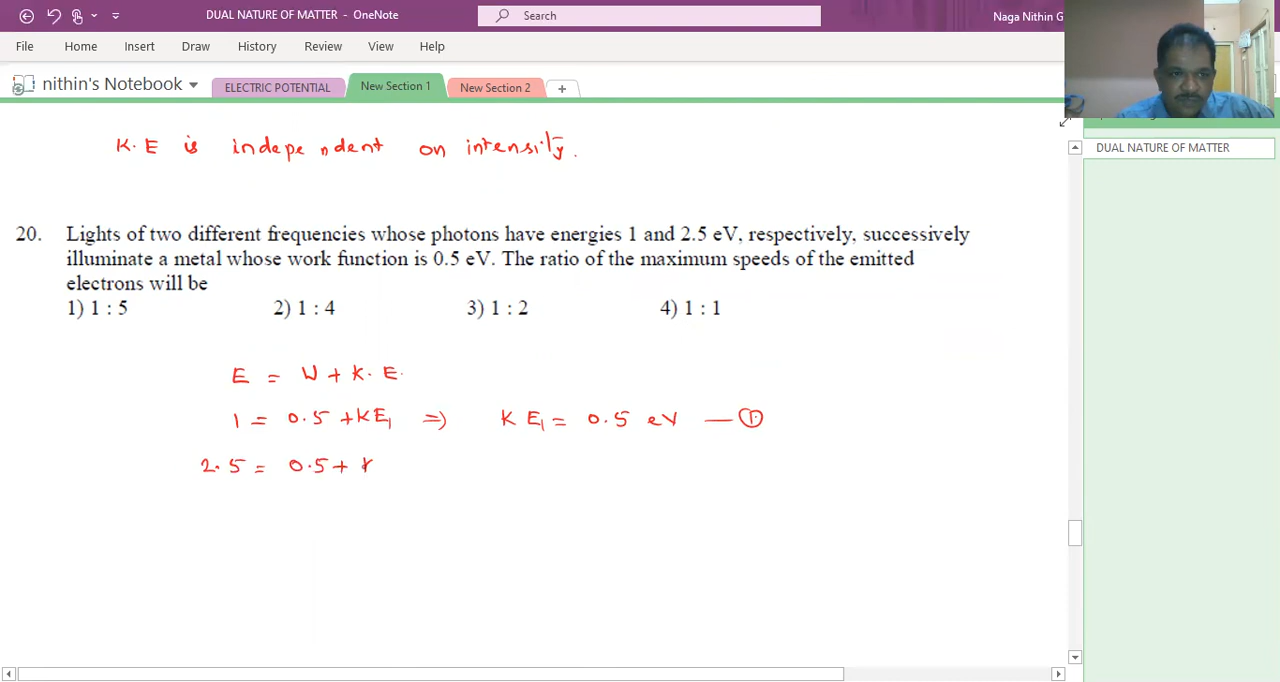 DUAL NATURE OF MATTER - OneNote
Search
Naga Nithin G
File Home Insert Draw History Review View Help
nithin's Notebook
ELECTRIC POTENTIAL
New Section 1
New Section 2
DUAL NATURE OF MATTER
K.E is independent on intensity.
20. Lights of two different frequencies whose photons have energies 1 and 2.5 eV, respectively, successively
illuminate a metal whose work function is 0.5 eV. The ratio of the maximum speeds of the emitted
electrons will be
1) 1 : 5 2) 1 : 4 3) 1 : 2 4) 1 : 1
E = W + K.E.
1 = 0.5 + KE₁ ⇒ KE₁ = 0.5 eV — ①
2.5 = 0.5 +